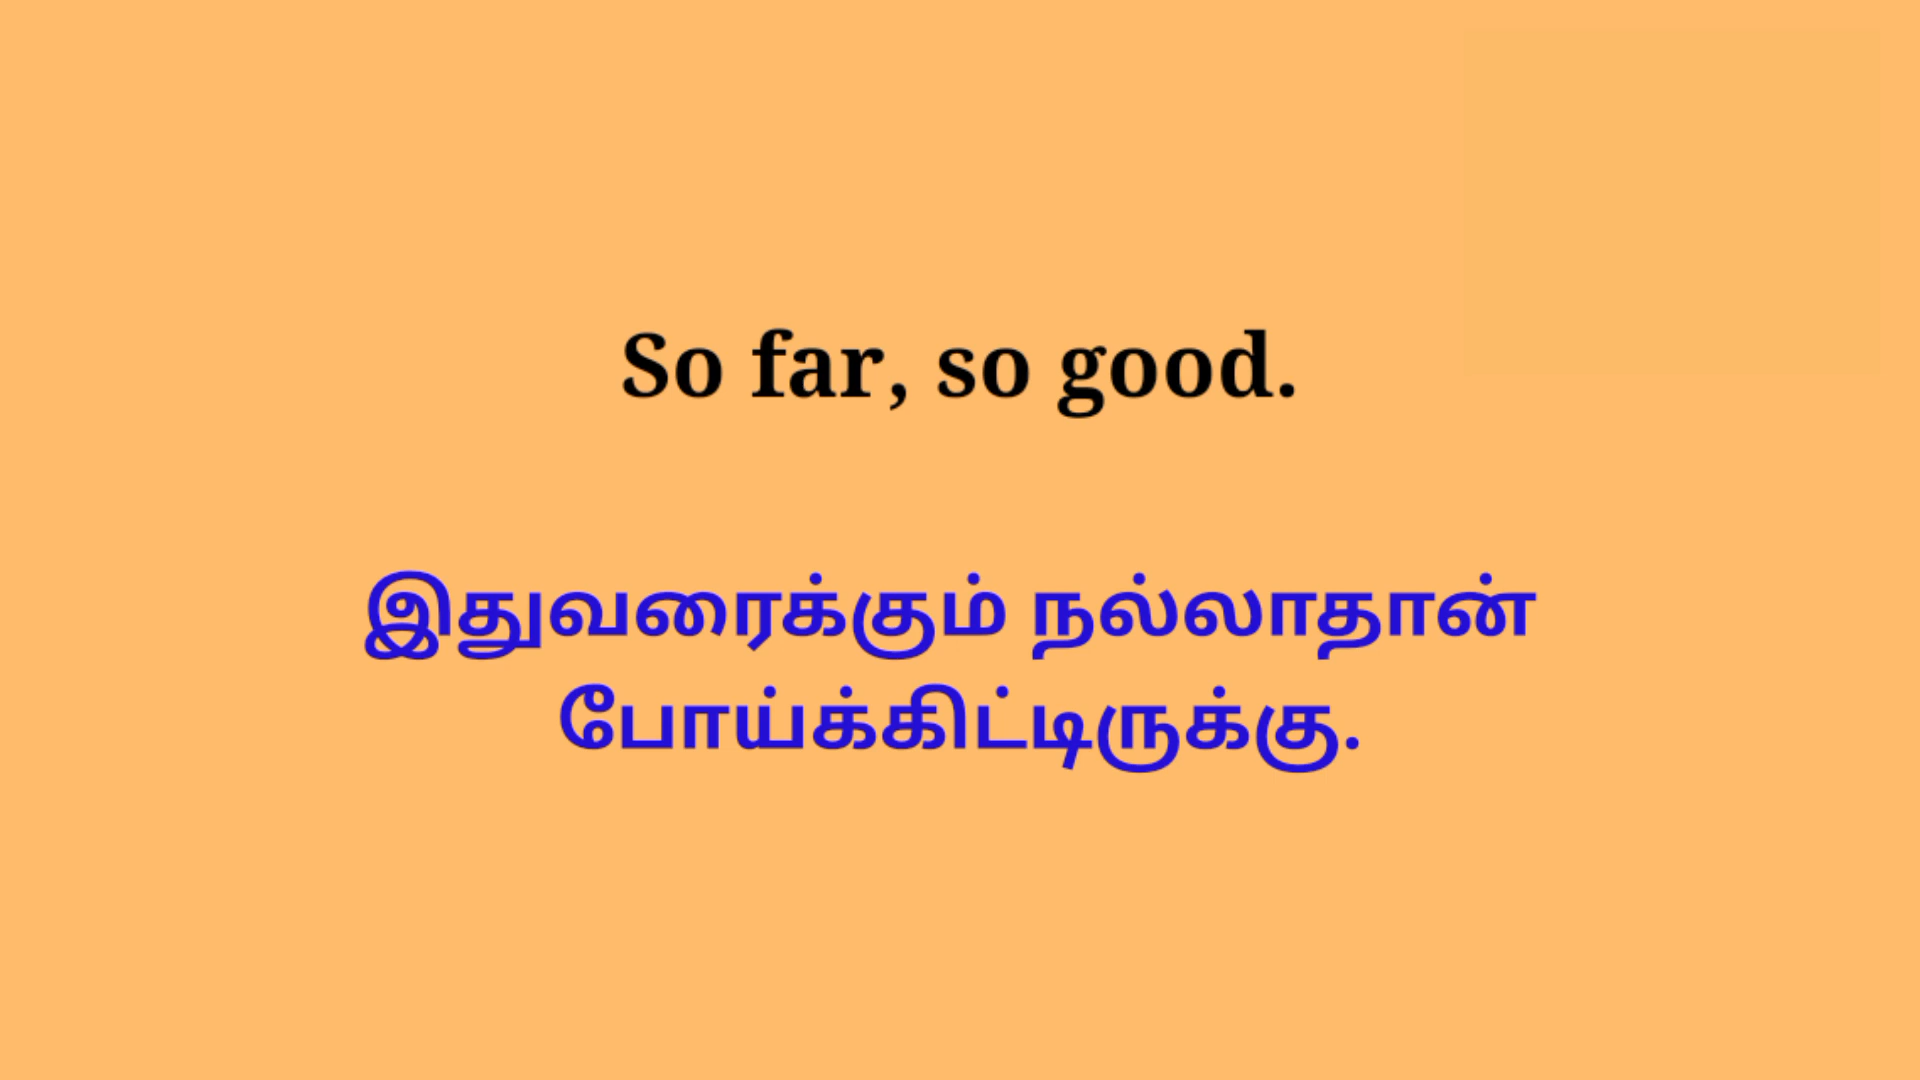 So far, so good.
இதுவரைக்கும் நல்லாதான்
போய்க்கிட்டிருக்கு.